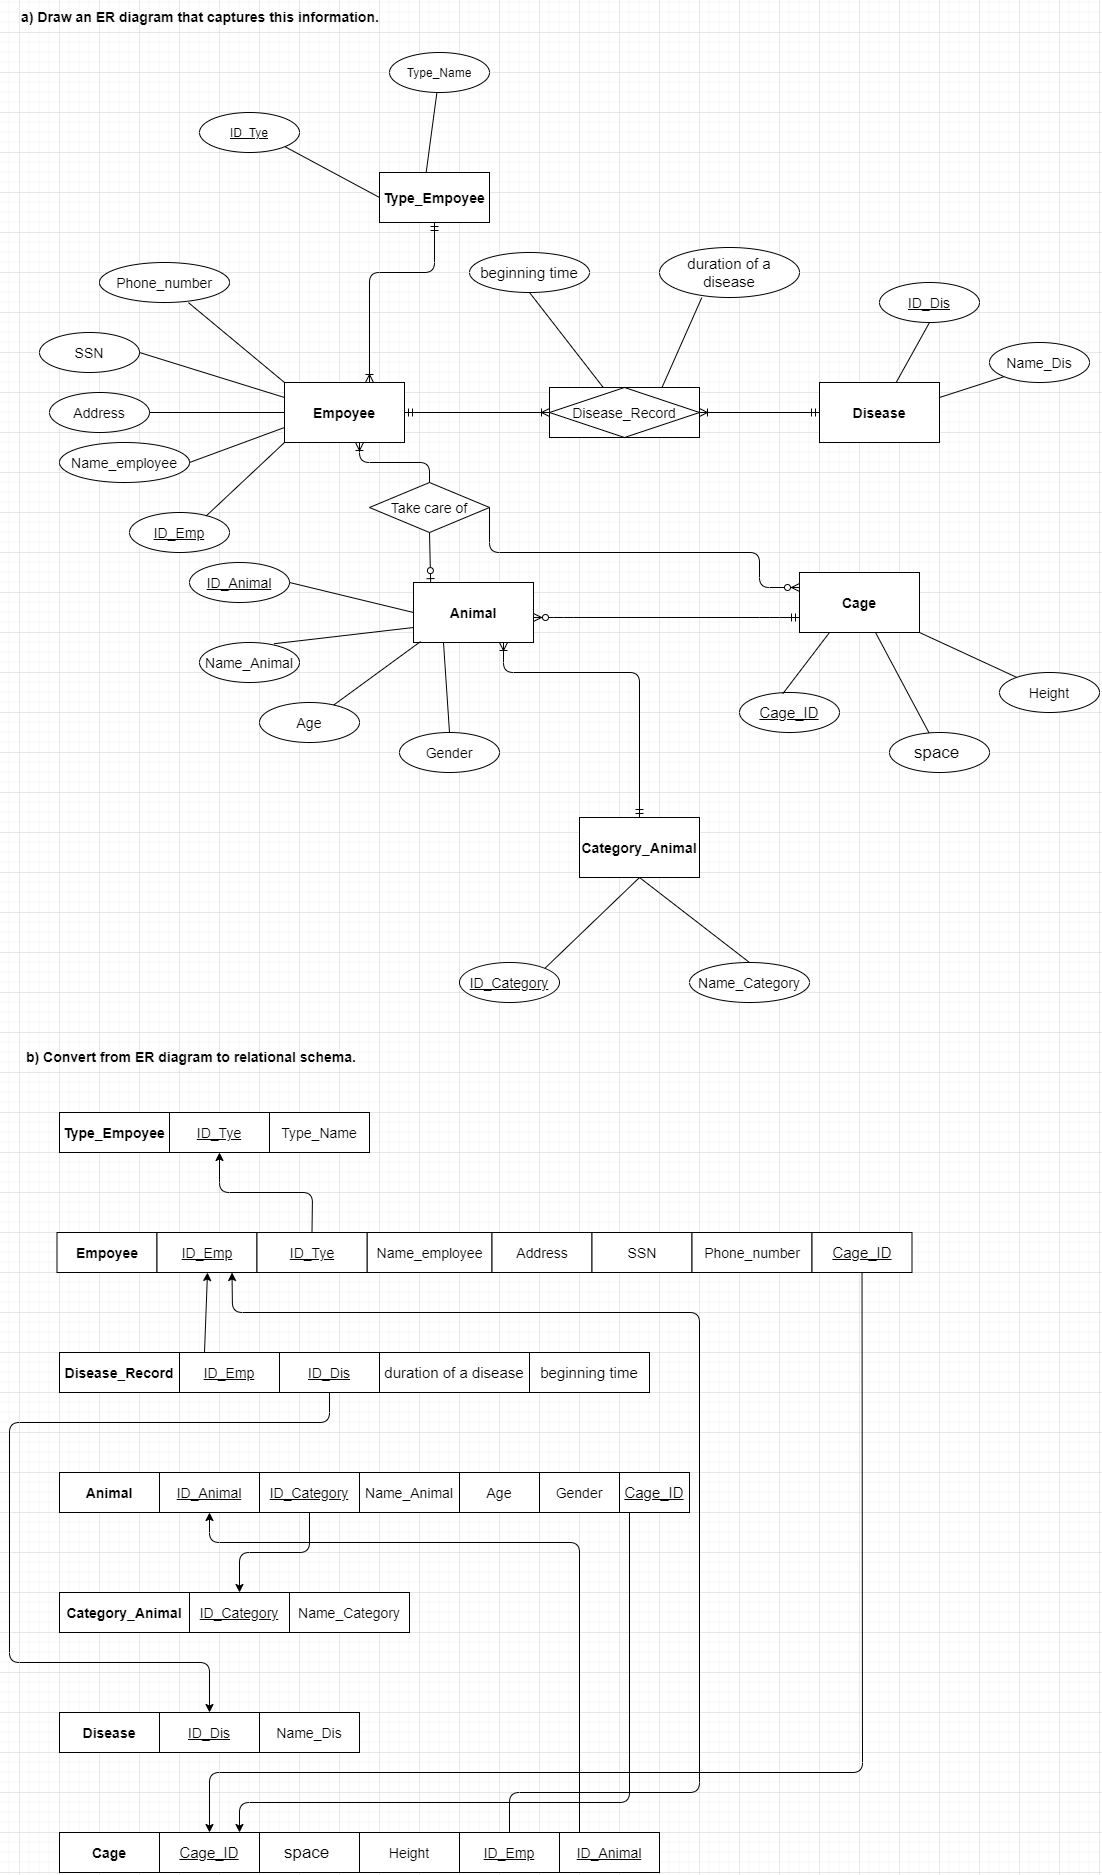 a) Draw an ER diagram that captures this information.
Type_Name
ID_Tye
Type_Empoyee
Phone_number
beginning time
duration of a
disease
ID_Dis
SSN
Name_Dis
Address
Empoyee
Disease_Record
Disease
Name_employee
Take care of
ID_Emp
ID_Animal
Animal
Cage
Name_Animal
Age
Gender
Cage_ID
Height
space
Category_Animal
ID_Category
Name_Category
b) Convert from ER diagram to relational schema.
Type_Empoyee ID_Tye Type_Name
Empoyee ID_Emp ID_Tye Name_employee Address SSN Phone_number Cage_ID
Disease_Record ID_Emp ID_Dis duration of a disease beginning time
Animal ID_Animal ID_Category Name_Animal Age Gender Cage_ID
Category_Animal ID_Category Name_Category
Disease ID_Dis Name_Dis
Cage Cage_ID space Height ID_Emp ID_Animal